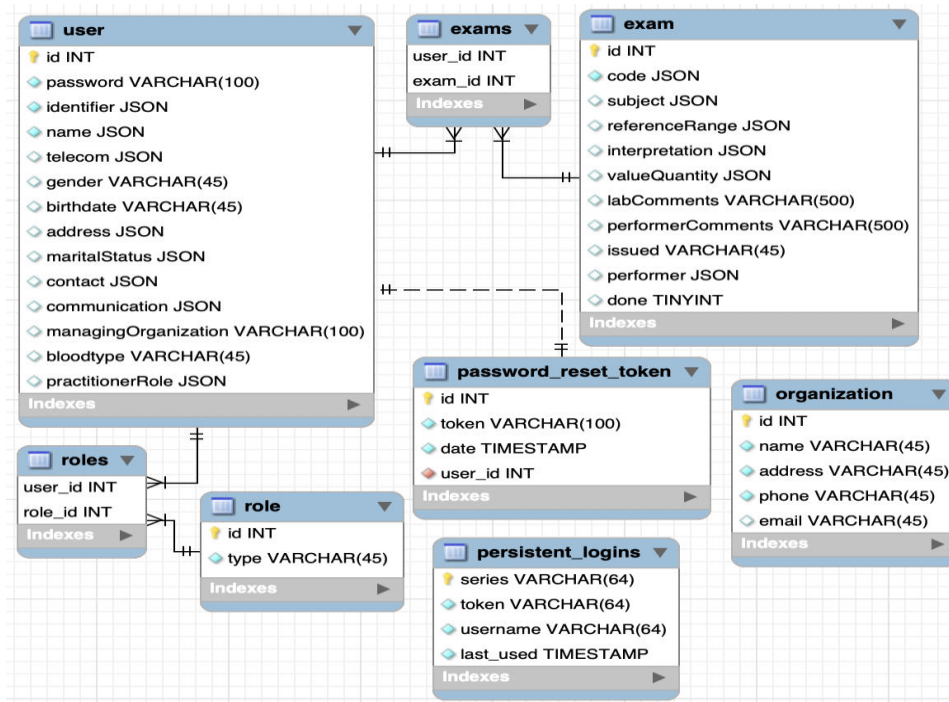 user
id INT
password VARCHAR(100)
identifier JSON
name JSON
telecom JSON
gender VARCHAR(45)
birthdate VARCHAR(45)
address JSON
maritalStatus JSON
contact JSON
communication JSON
managingOrganization VARCHAR(100)
bloodtype VARCHAR(45)
practitionerRole JSON
Indexes
exams
user_id INT
exam_id INT
Indexes
exam
id INT
code JSON
subject JSON
referenceRange JSON
interpretation JSON
valueQuantity JSON
labComments VARCHAR(500)
performerComments VARCHAR(500)
issued VARCHAR(45)
performer JSON
done TINYINT
Indexes
password_reset_token
id INT
token VARCHAR(100)
date TIMESTAMP
user_id INT
Indexes
organization
id INT
name VARCHAR(45)
address VARCHAR(45)
phone VARCHAR(45)
email VARCHAR(45)
Indexes
roles
user_id INT
role_id INT
Indexes
role
id INT
type VARCHAR(45)
Indexes
persistent_logins
series VARCHAR(64)
token VARCHAR(64)
username VARCHAR(64)
last_used TIMESTAMP
Indexes